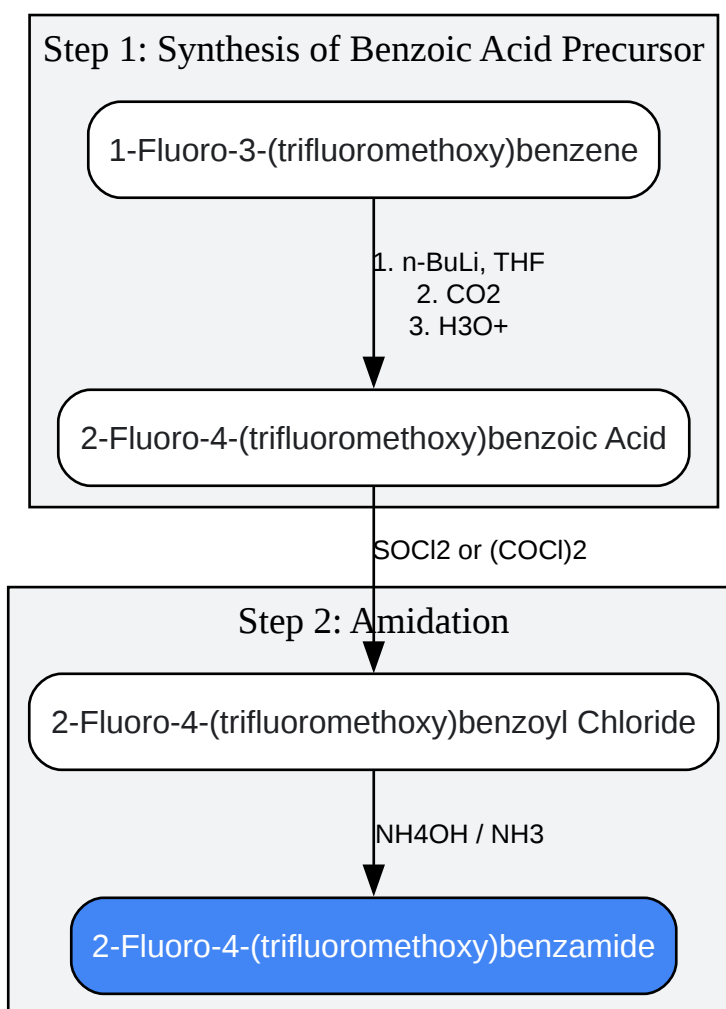 Step 1: Synthesis of Benzoic Acid Precursor
1-Fluoro-3-(trifluoromethoxy)benzene
1. n-BuLi, THF
2. CO2
3. H3O+
2-Fluoro-4-(trifluoromethoxy)benzoic Acid
SOCl2 or (COCl)2
Step 2: Amidation
2-Fluoro-4-(trifluoromethoxy)benzoyl Chloride
NH4OH / NH3
2-Fluoro-4-(trifluoromethoxy)benzamide